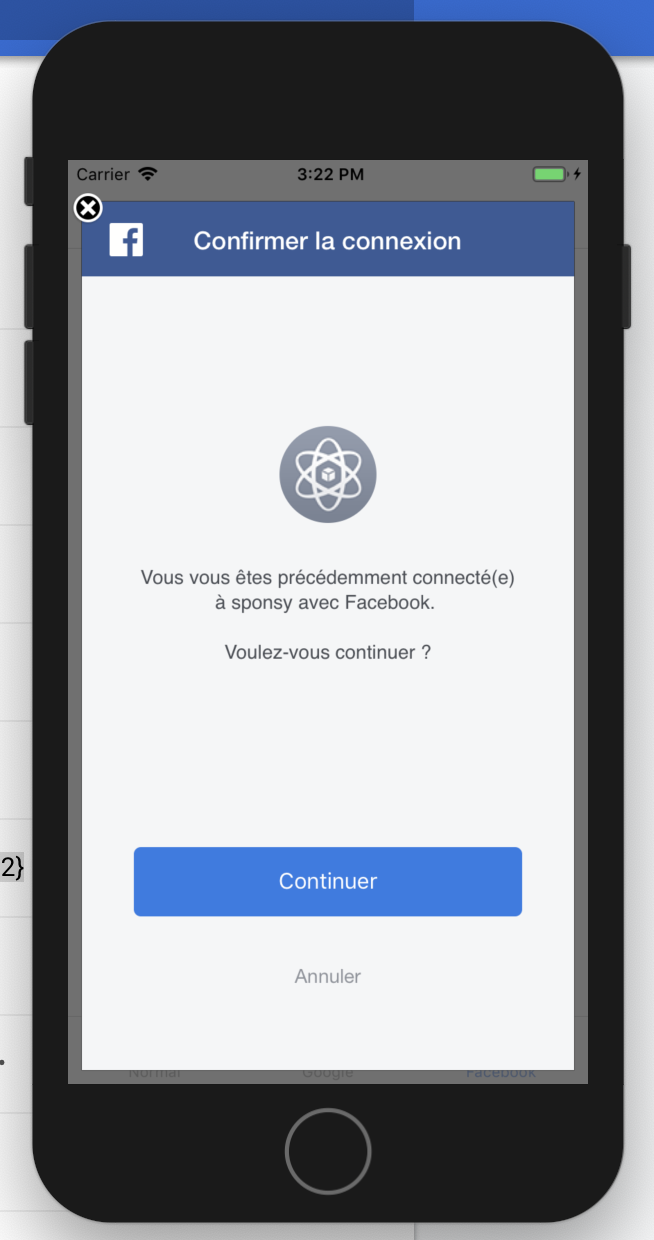 Carrier 3:22 PM
Confirmer la connexion
Vous vous êtes précédemment connecté(e)
à sponsy avec Facebook.
Voulez-vous continuer ?
2}
Continuer
Annuler
Normal Google Facebook